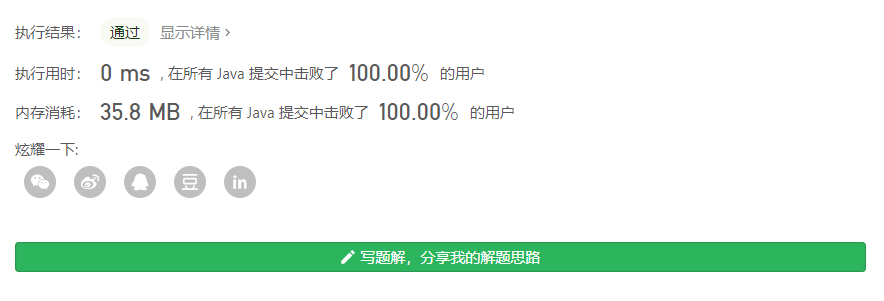 执行结果： 通过 显示详情 ›
执行用时： 0 ms , 在所有 Java 提交中击败了 100.00% 的用户
内存消耗： 35.8 MB , 在所有 Java 提交中击败了 100.00% 的用户
炫耀一下:
豆 in
写题解，分享我的解题思路